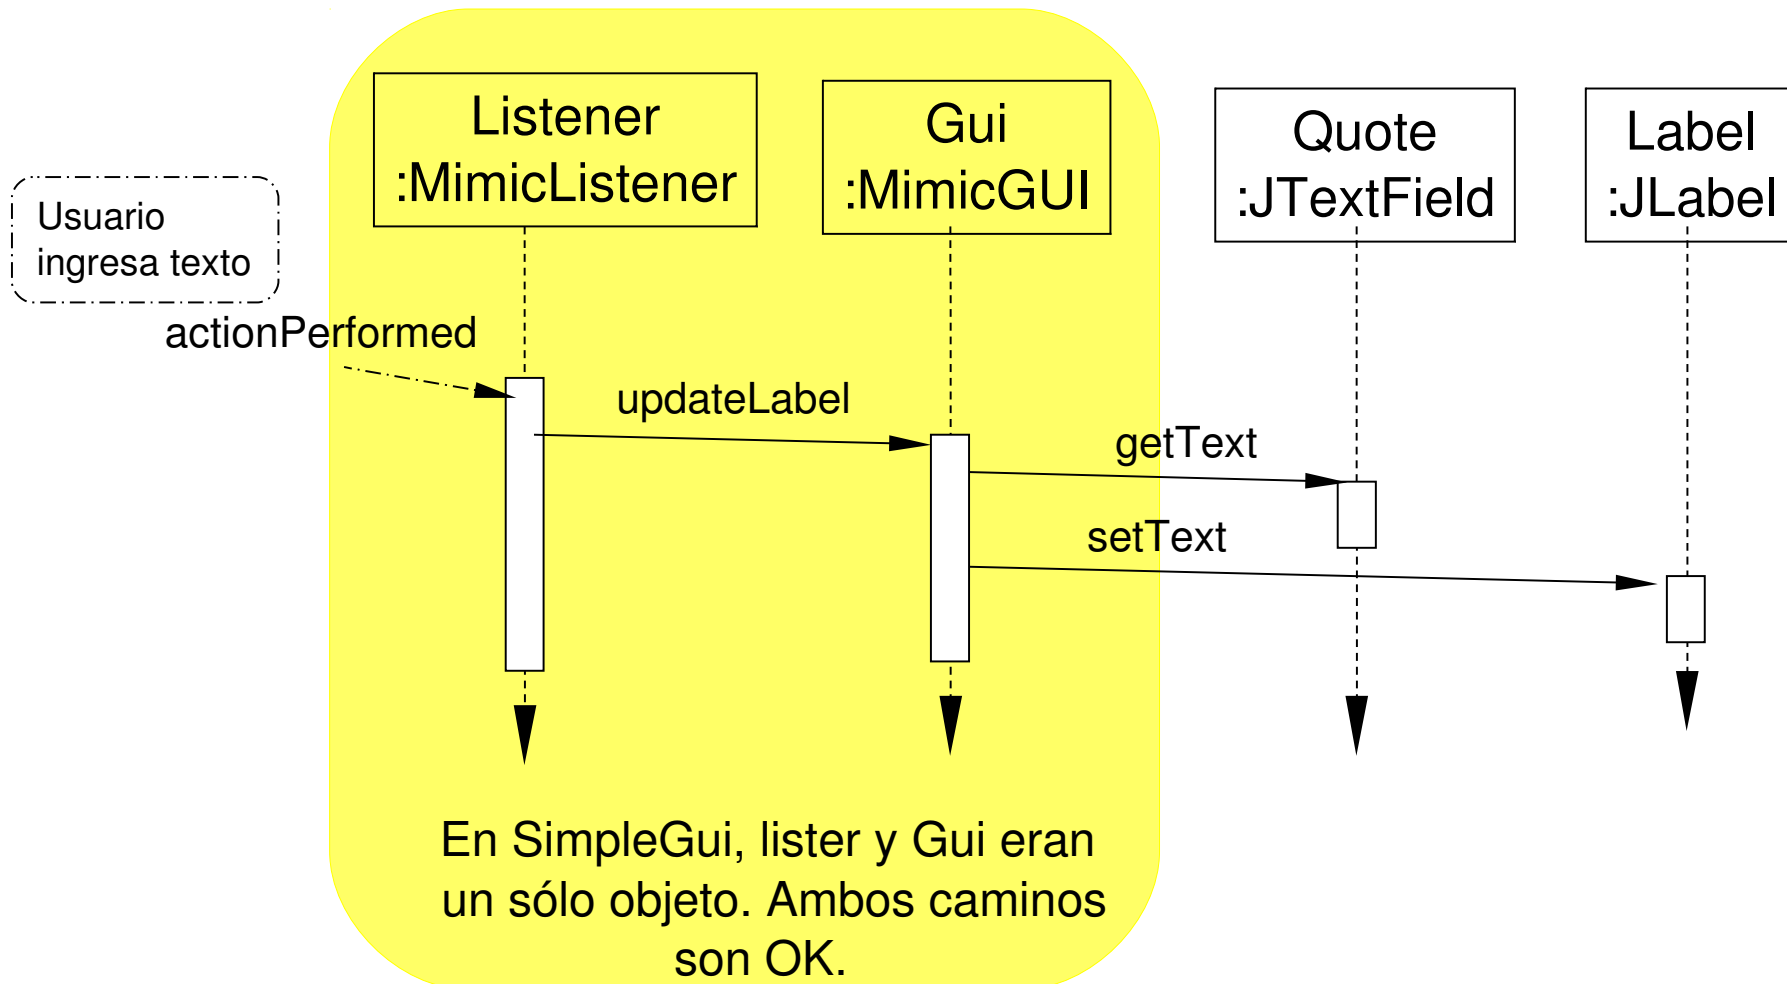 Listener
:MimicListener
Gui
:MimicGUI
Quote
:JTextField
Label
:JLabel
Usuario
ingresa texto
actionPerformed
updateLabel
getText
setText
En SimpleGui, lister y Gui eran
un sólo objeto. Ambos caminos
son OK.